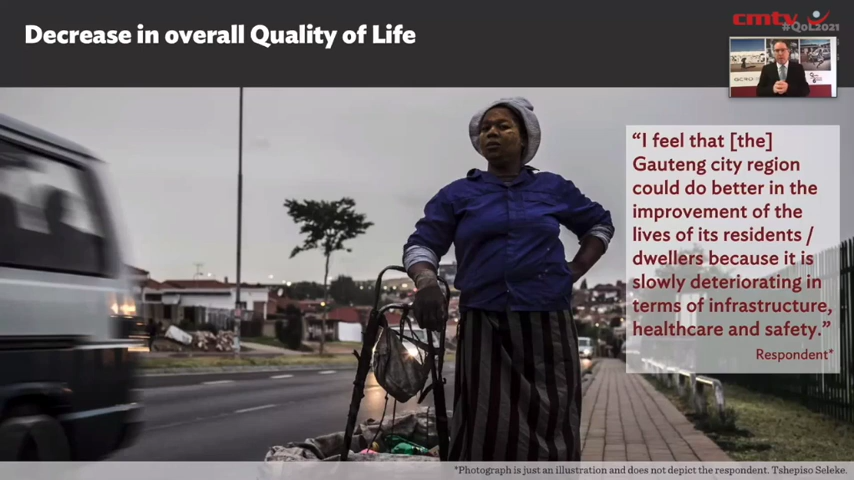 Decrease in overall Quality of Life
cmtv
#QoL2021
“I feel that [the]
Gauteng city region
could do better in the
improvement of the
lives of its residents /
dwellers because it is
slowly deteriorating in
terms of infrastructure,
healthcare and safety.”
Respondent*
*Photograph is just an illustration and does not depict the respondent. Tshepiso Seleke.